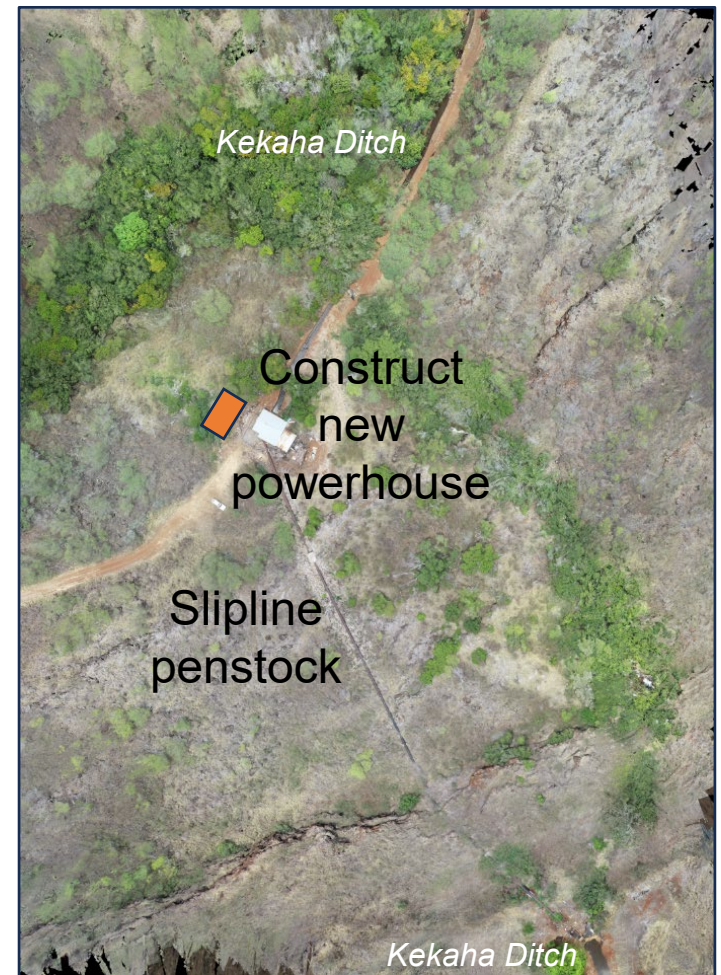 Kekaha Ditch
Construct
new
powerhouse
Slipline
penstock
Kekaha Ditch